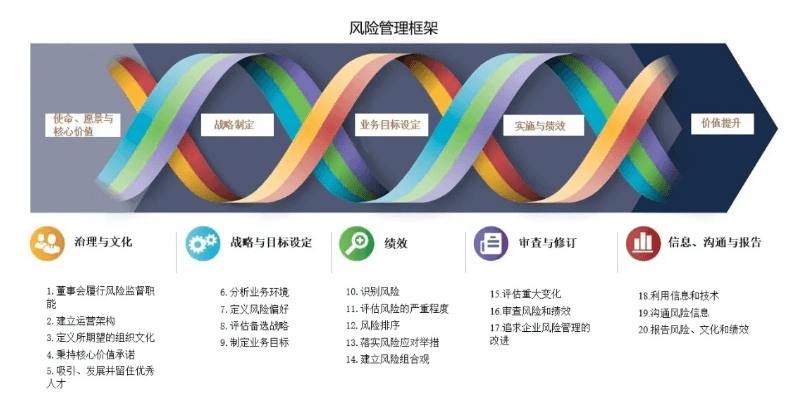 风险管理框架
使命、愿景与
核心价值
战略制定
业务目标设定
实施与绩效
价值提升
治理与文化
1. 董事会履行风险监督职
能
2. 建立运营架构
3. 定义所期望的组织文化
4. 秉持核心价值承诺
5. 吸引、发展并留住优秀
人才
战略与目标设定
6. 分析业务环境
7. 定义风险偏好
8. 评估备选战略
9. 制定业务目标
绩效
10. 识别风险
11. 评估风险的严重程度
12. 风险排序
13. 落实风险应对举措
14. 建立风险组合观
审查与修订
15.评估重大变化
16.审查风险和绩效
17.追求企业风险管理的
改进
信息、沟通与报告
18.利用信息和技术
19.沟通风险信息
20.报告风险、文化和绩效